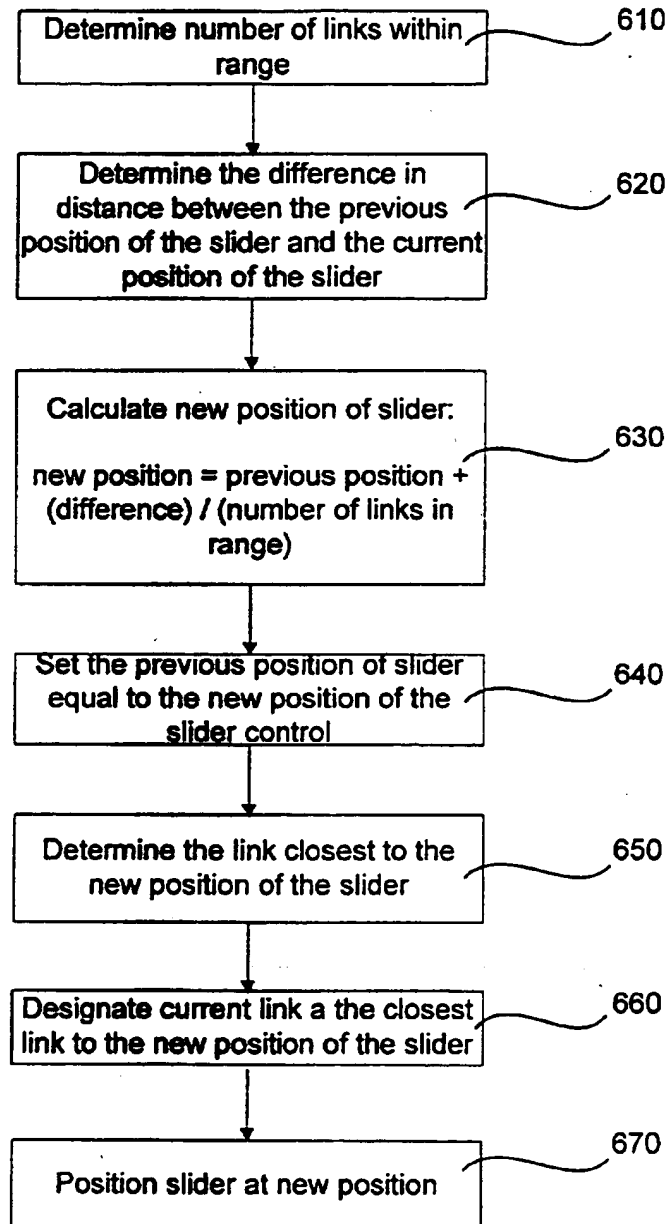 Determine number of links within
range
610
Determine the difference in
distance between the previous
position of the slider and the current
position of the slider
620
Calculate new position of slider:
new position = previous position +
(difference) / (number of links in
range)
630
Set the previous position of slider
equal to the new position of the
slider control
640
Determine the link closest to the
new position of the slider
650
Designate current link a the closest
link to the new position of the slider
660
Position slider at new position
670